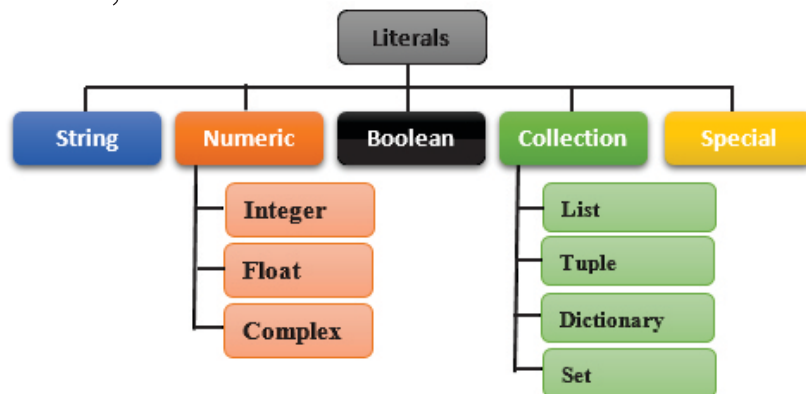 Literals
String Numeric Boolean Collection Special
Integer
Float
Complex
List
Tuple
Dictionary
Set